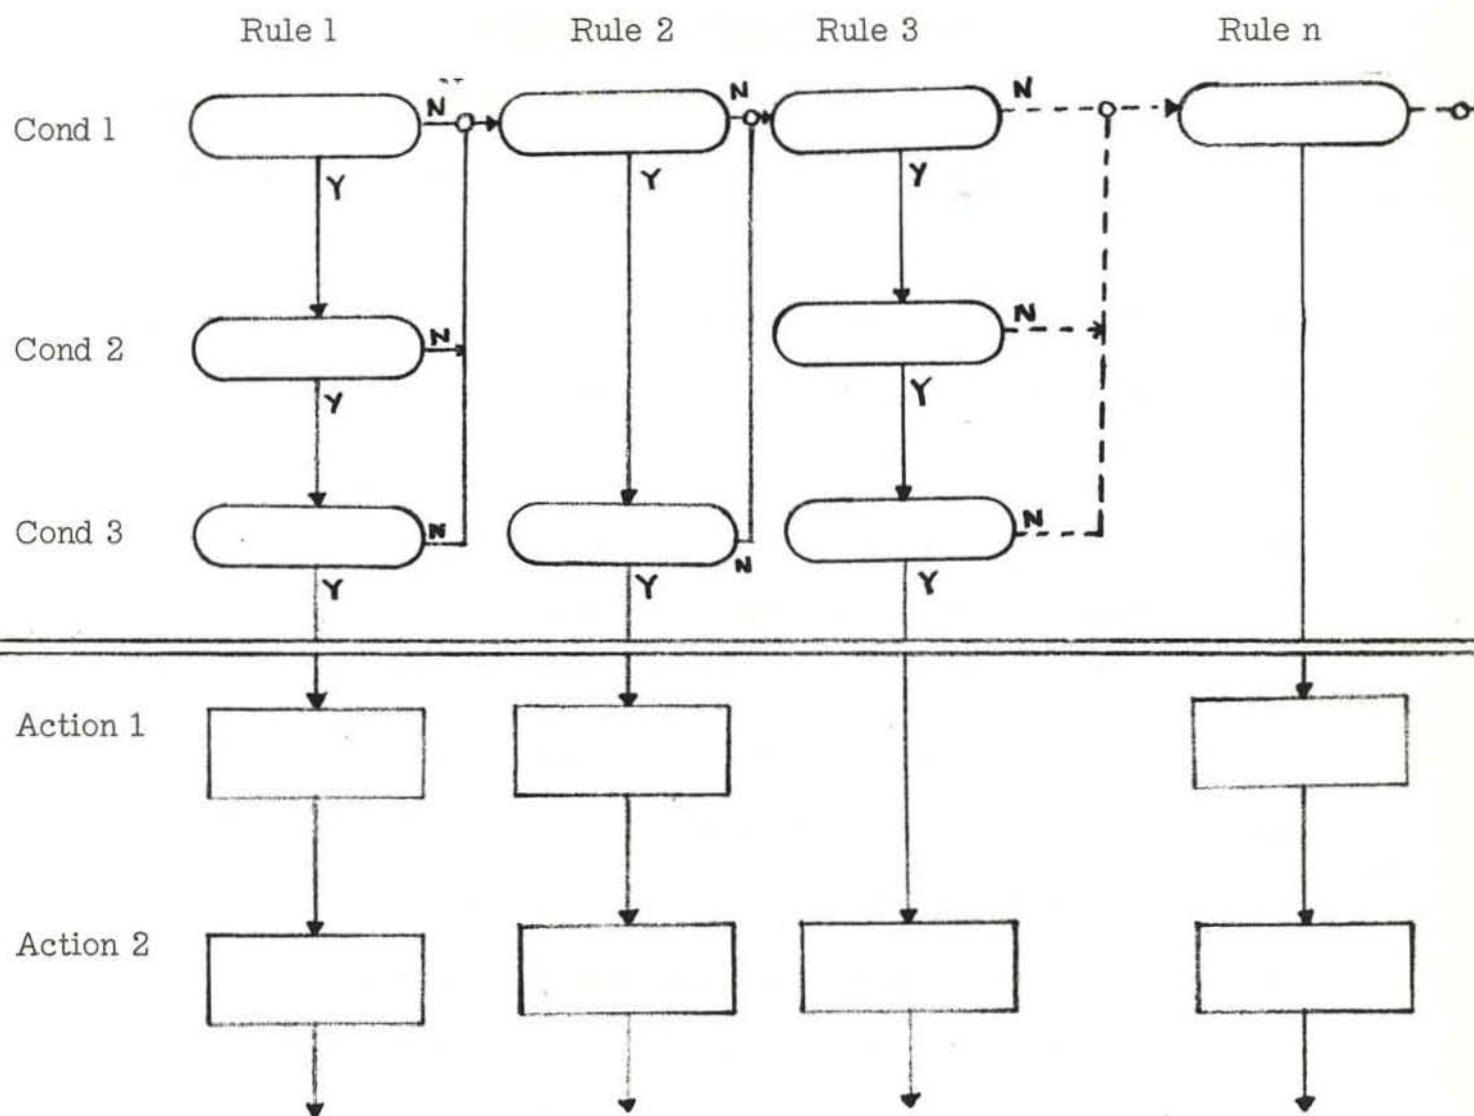 Rule 1 Rule 2 Rule 3 Rule n
Cond 1 N N N
Y Y Y
Cond 2 N N
Y Y
Cond 3 N N N
Y Y Y
Action 1
Action 2